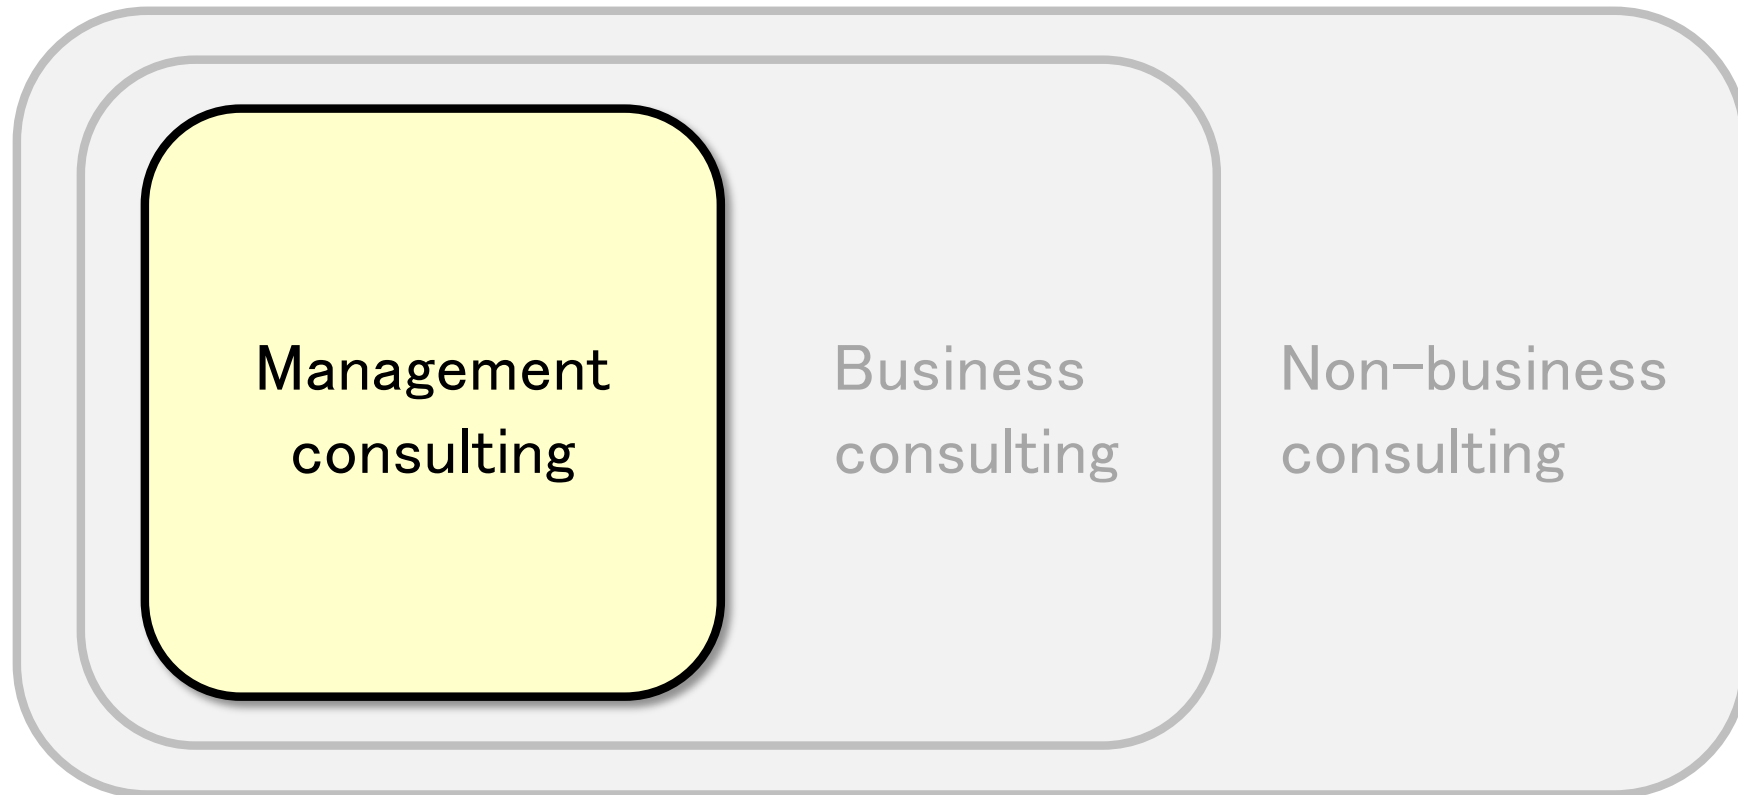 Management
consulting
Business
consulting
Non-business
consulting